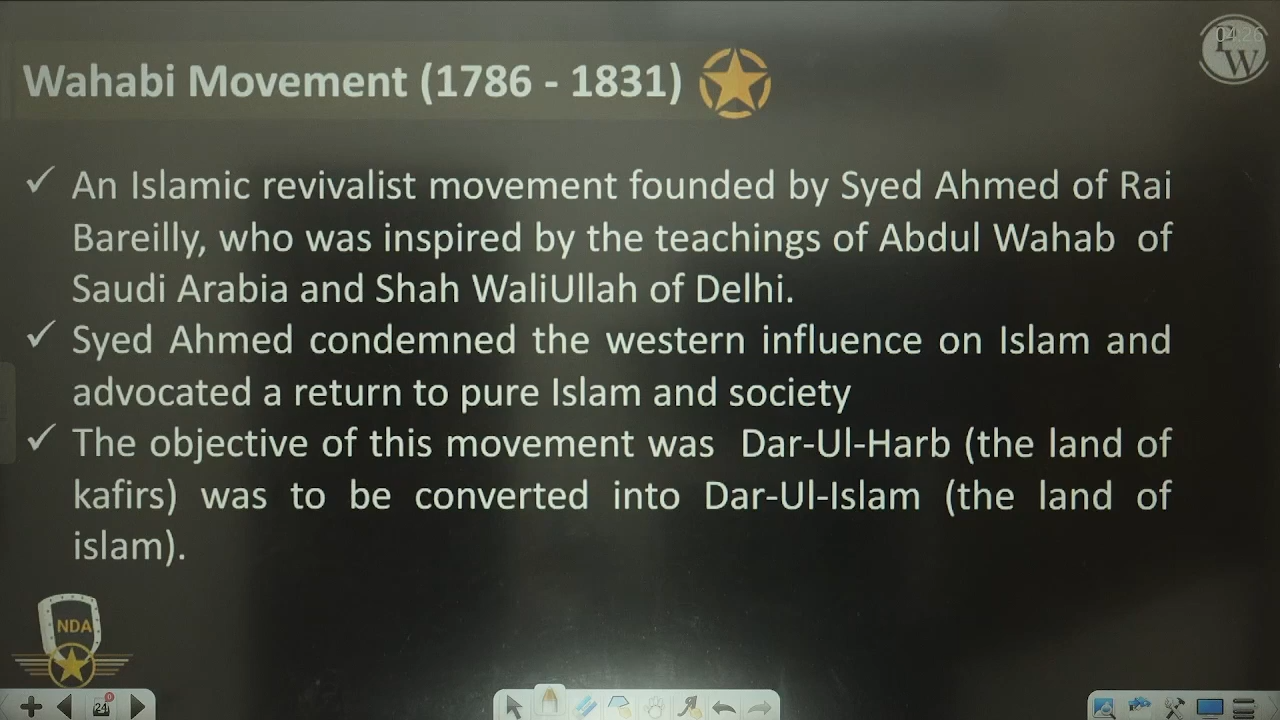 Wahabi Movement (1786 - 1831)
04:26
PW
✓ An Islamic revivalist movement founded by Syed Ahmed of Rai
Bareilly, who was inspired by the teachings of Abdul Wahab of
Saudi Arabia and Shah WaliUllah of Delhi.
✓ Syed Ahmed condemned the western influence on Islam and
advocated a return to pure Islam and society
✓ The objective of this movement was Dar-Ul-Harb (the land of
kafirs) was to be converted into Dar-Ul-Islam (the land of
islam).
NDA
24